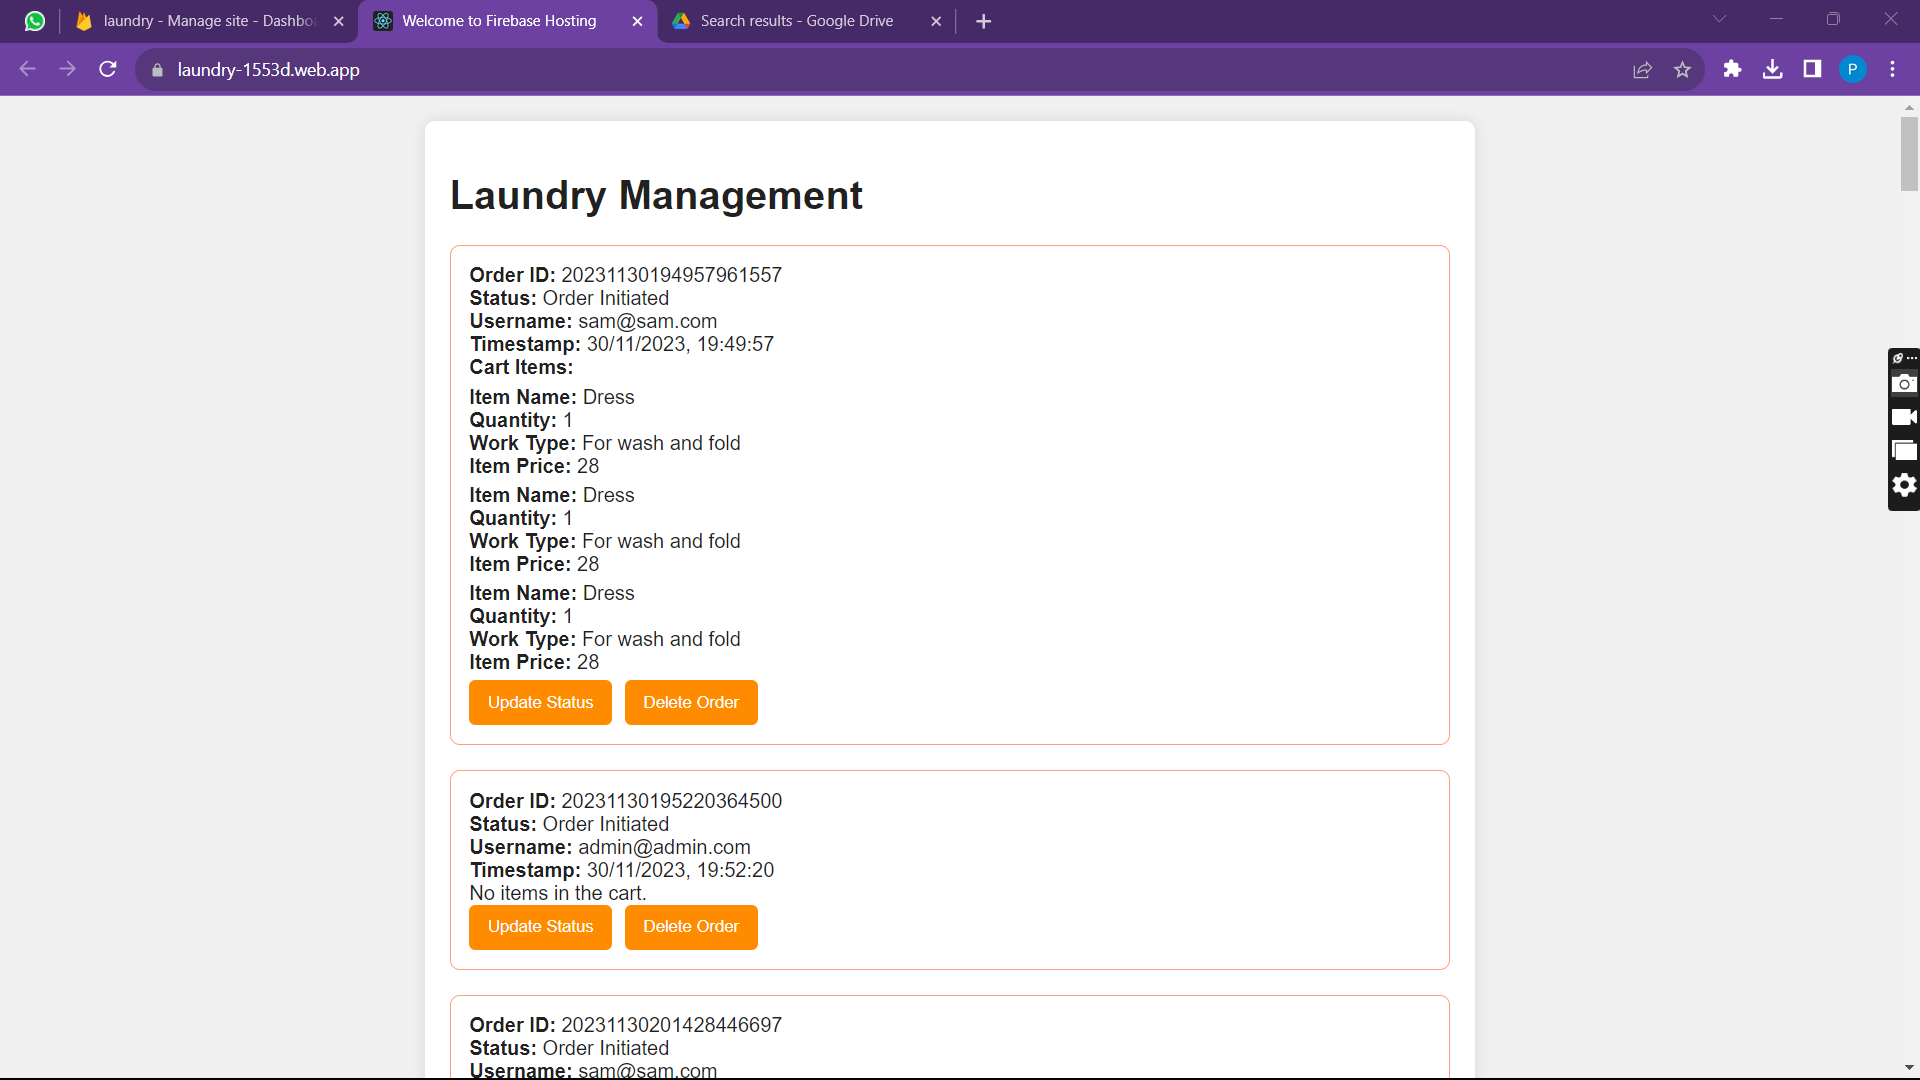 laundry - Manage site - Dashbo
Welcome to Firebase Hosting
Search results - Google Drive
laundry-1553d.web.app
P
Laundry Management
Order ID: 20231130194957961557
Status: Order Initiated
Username: sam@sam.com
Timestamp: 30/11/2023, 19:49:57
Cart Items:
Item Name: Dress
Quantity: 1
Work Type: For wash and fold
Item Price: 28
Item Name: Dress
Quantity: 1
Work Type: For wash and fold
Item Price: 28
Item Name: Dress
Quantity: 1
Work Type: For wash and fold
Item Price: 28
Update Status
Delete Order
Order ID: 20231130195220364500
Status: Order Initiated
Username: admin@admin.com
Timestamp: 30/11/2023, 19:52:20
No items in the cart.
Update Status
Delete Order
Order ID: 20231130201428446697
Status: Order Initiated
Username: sam@sam.com